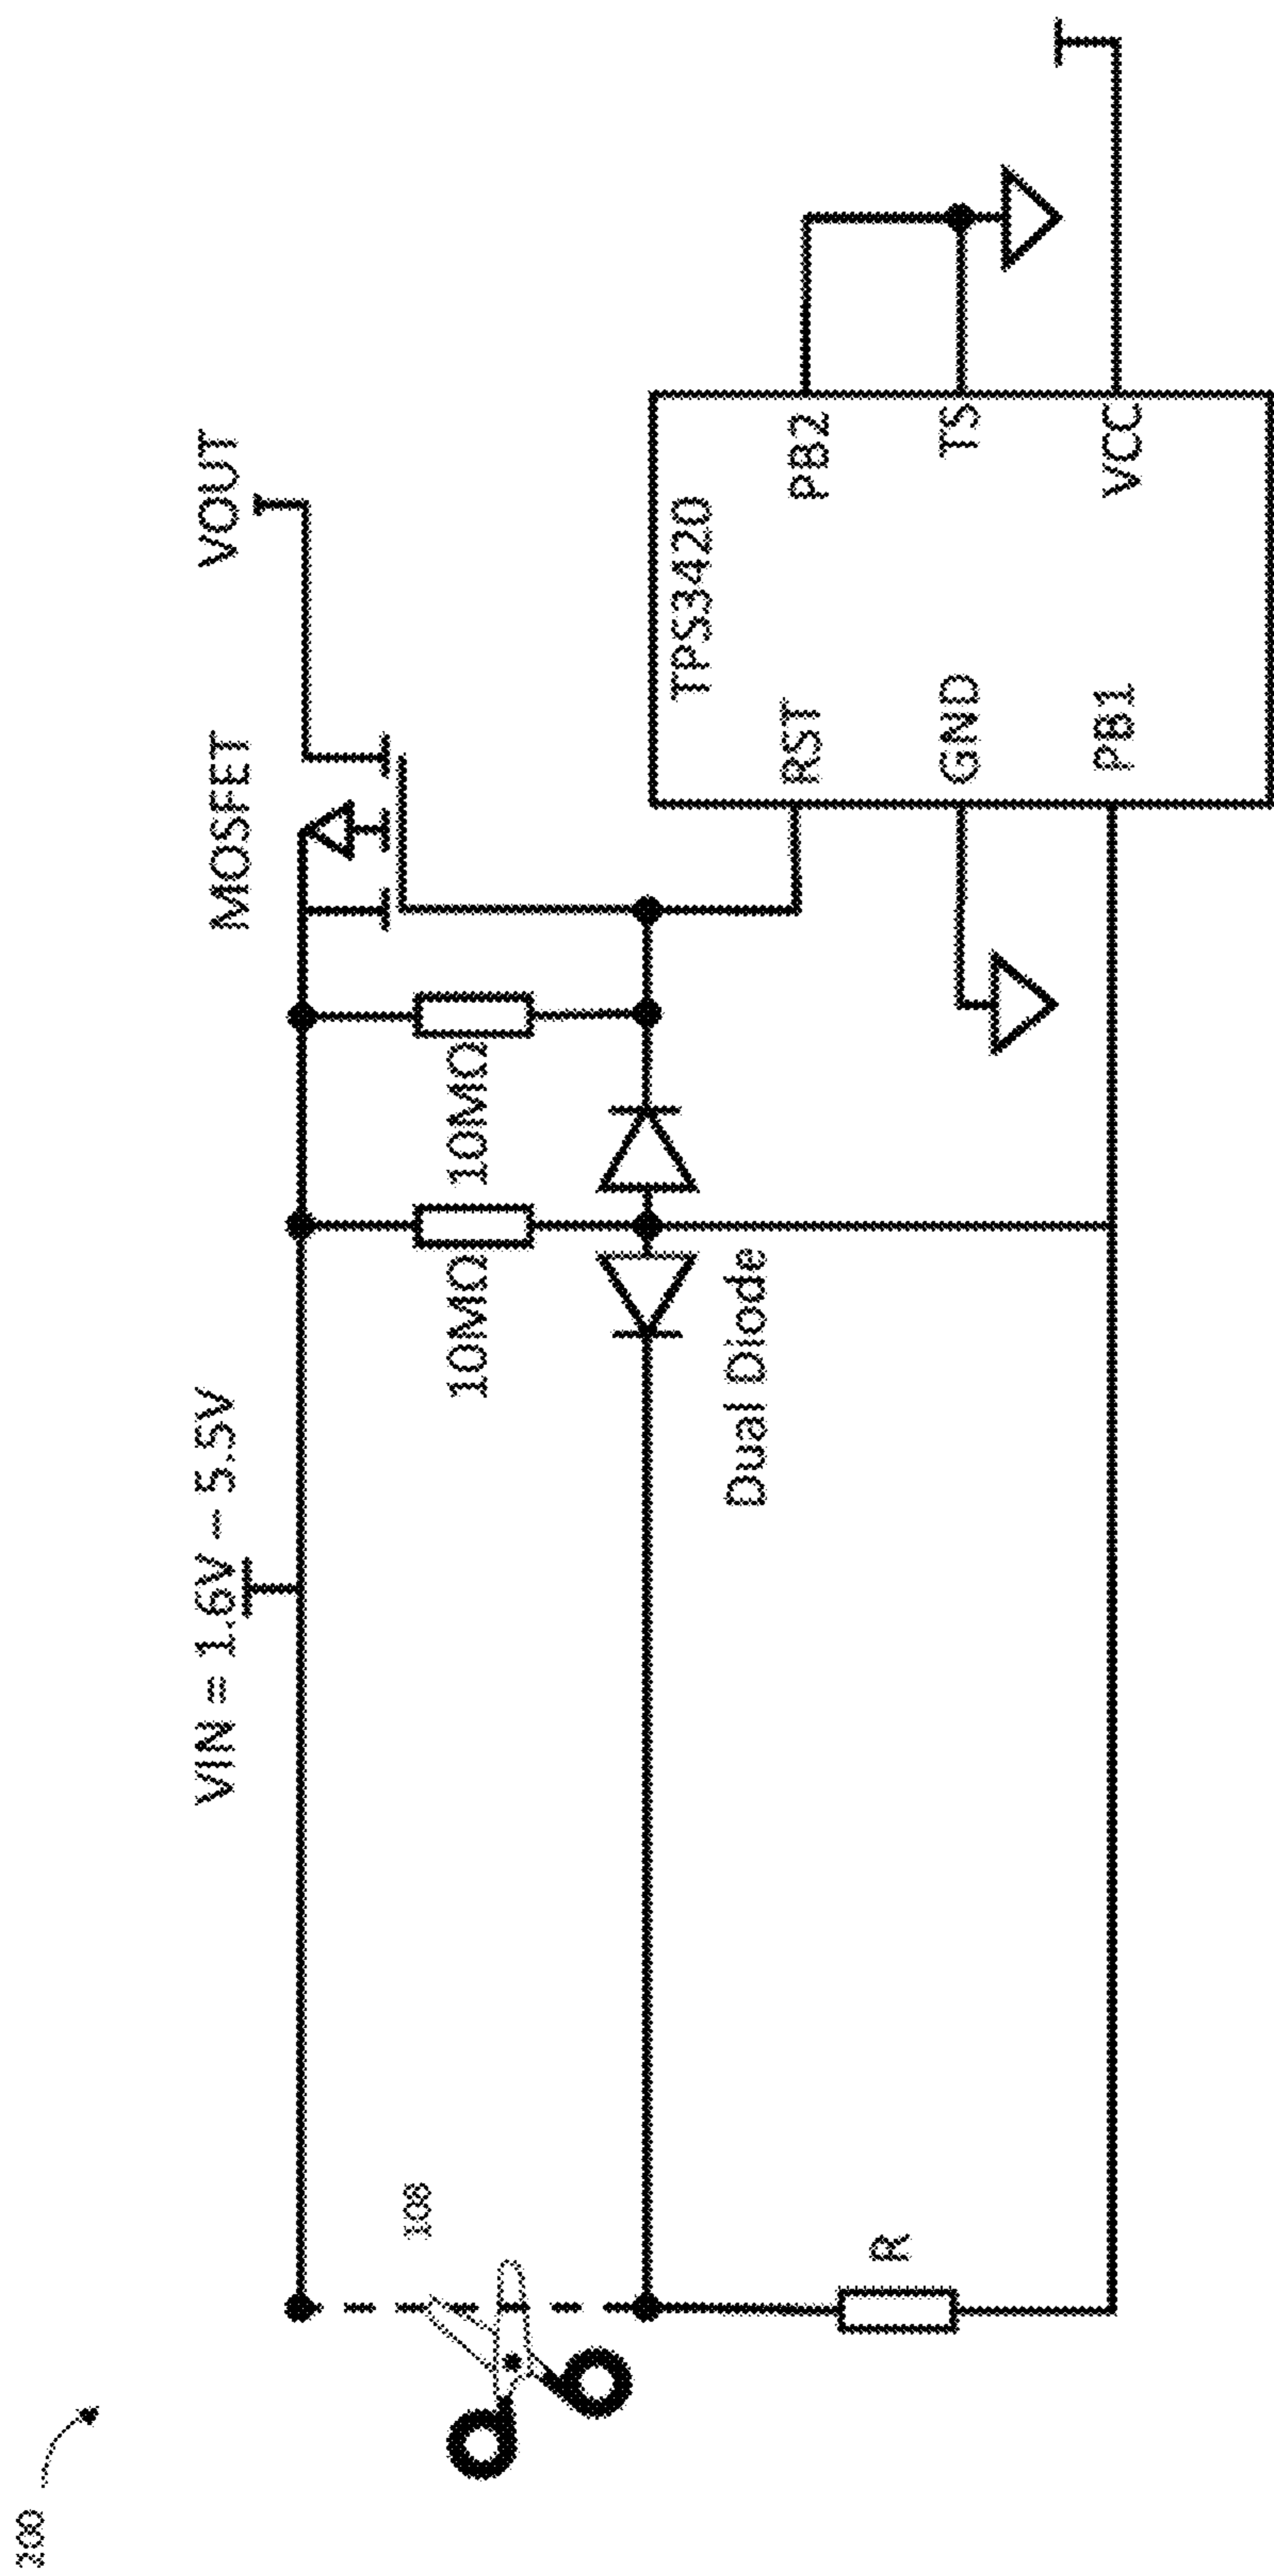 200
108
VIN = 1.6V – 5.5V
MOSFET
VOUT
10MΩ
10MΩ
Dual Diode
R
TPS3420
RST
PB2
GND
TS
PB1
VCC